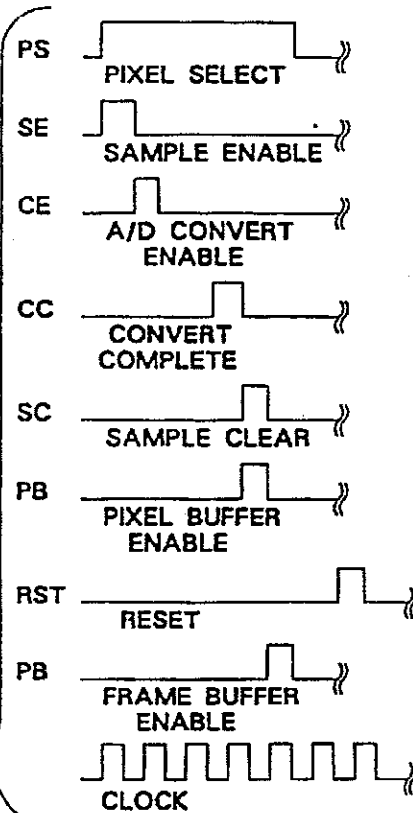 PS
PIXEL SELECT
SE
SAMPLE ENABLE
CE
A/D CONVERT
ENABLE
CC
CONVERT
COMPLETE
SC
SAMPLE CLEAR
PB
PIXEL BUFFER
ENABLE
RST
RESET
PB
FRAME BUFFER
ENABLE
CLOCK